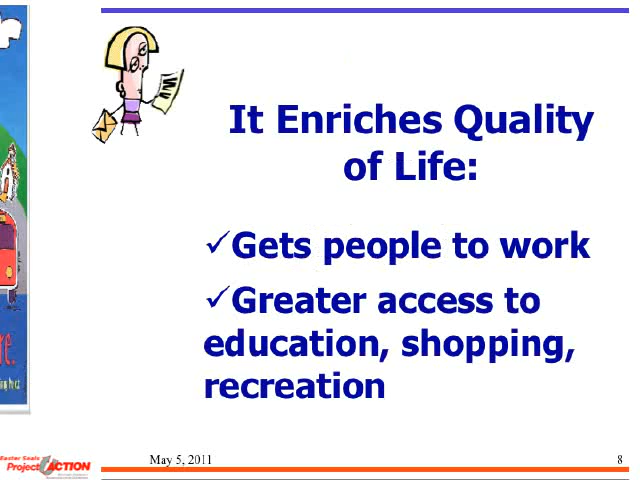 It Enriches Quality
of Life:
✓Gets people to work
✓Greater access to
education, shopping,
recreation
re.
Easter Seals
Project ACTION
May 5, 2011
8